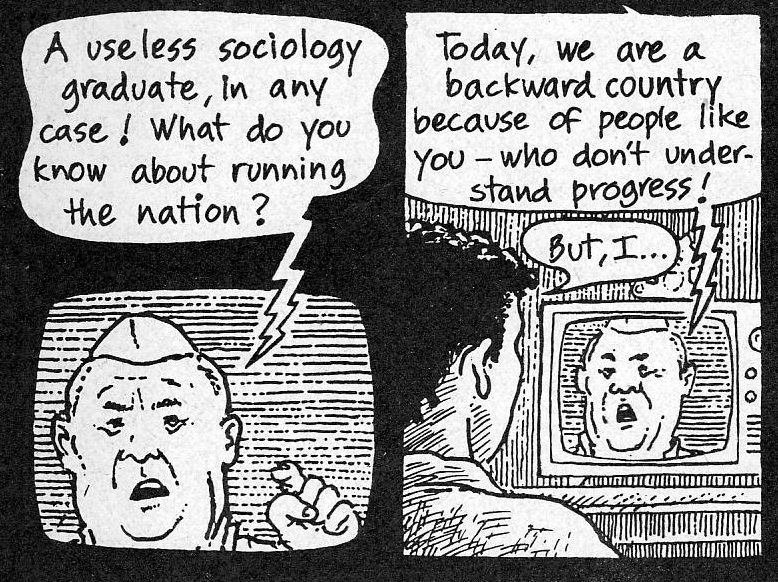 A useless sociology
graduate, in any
case! What do you
know about running
the nation?
Today, we are a
backward country
because of people like
you – who don't under-
stand progress!
But, I...